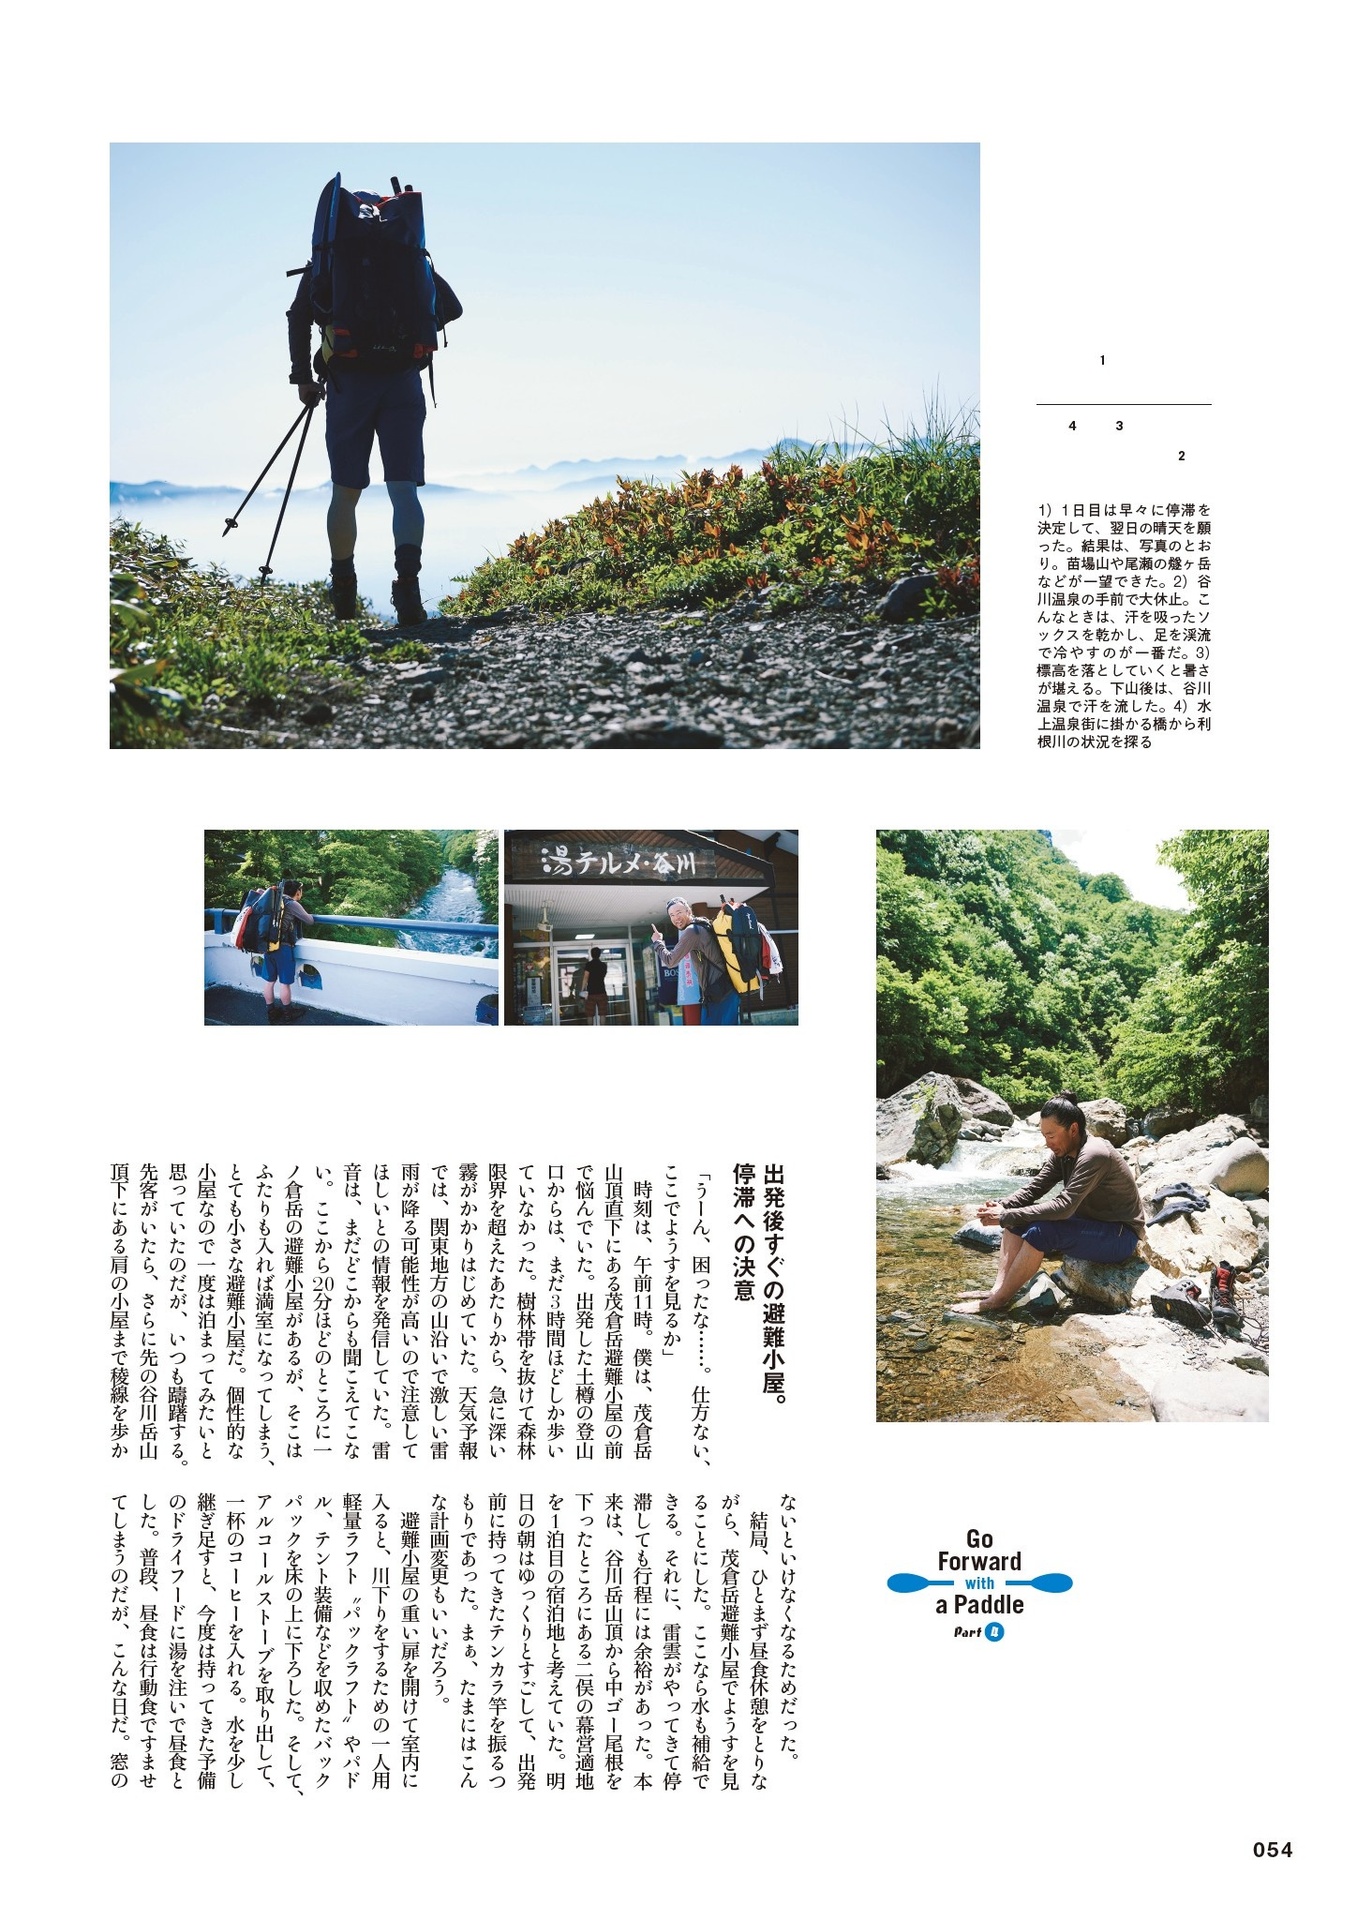 1
4 3
2
1）1日目は早々に停滞を
決定して、翌日の晴天を願
った。結果は、写真のとお
り。苗場山や尾瀬の燧ヶ岳
などが一望できた。2）谷
川温泉の手前で大休止。こ
んなときは、汗を吸ったソ
ックスを乾かし、足を渓流
で冷やすのが一番だ。3）
標高を落としていくと暑さ
が堪える。下山後は、谷川
温泉で汗を流した。4）水
上温泉街に掛かる橋から利
根川の状況を探る
湯テルメ・谷川
出発後すぐの避難小屋。
停滞への決意
「うーん、困ったな……。仕方ない、
ここでようすを見るか」
時刻は、午前11時。僕は、茂倉岳
山頂直下にある茂倉岳避難小屋の前
で悩んでいた。出発した土樽の登山
口からは、まだ3時間ほどしか歩い
ていなかった。樹林帯を抜けて森林
限界を超えたあたりから、急に深い
霧がかかりはじめていた。天気予報
では、関東地方の山沿いで激しい雷
雨が降る可能性が高いので注意して
ほしいとの情報を発信していた。雷
音は、まだどこからも聞こえてこな
い。ここから20分ほどのところに一
ノ倉岳の避難小屋があるが、そこは
ふたりも入れば満室になってしまう、
とても小さな避難小屋だ。個性的な
小屋なので一度は泊まってみたいと
思っていたのだが、いつも躊躇する。
先客がいたら、さらに先の谷川岳山
頂下にある肩の小屋まで稜線を歩か
ないといけなくなるためだった。
結局、ひとまず昼食休憩をとりな
がら、茂倉岳避難小屋でようすを見
ることにした。ここなら水も補給で
きる。それに、雷雲がやってきて停
滞しても行程には余裕があった。本
来は、谷川岳山頂から中ゴー尾根を
下ったところにある二俣の幕営適地
を1泊目の宿泊地と考えていた。明
日の朝はゆっくりとすごして、出発
前に持ってきたテンカラ竿を振るつ
もりであった。まぁ、たまにはこん
な計画変更もいいだろう。
避難小屋の重い扉を開けて室内に
入ると、川下りをするための一人用
軽量ラフト〝パックラフト〟やパド
ル、テント装備などを収めたバック
パックを床の上に下ろした。そして、
アルコールストーブを取り出して、
一杯のコーヒーを入れる。水を少し
継ぎ足すと、今度は持ってきた予備
のドライフードに湯を注いで昼食と
した。普段、昼食は行動食ですませ
てしまうのだが、こんな日だ。窓の
Go
Forward
with
a Paddle
Part 4
054